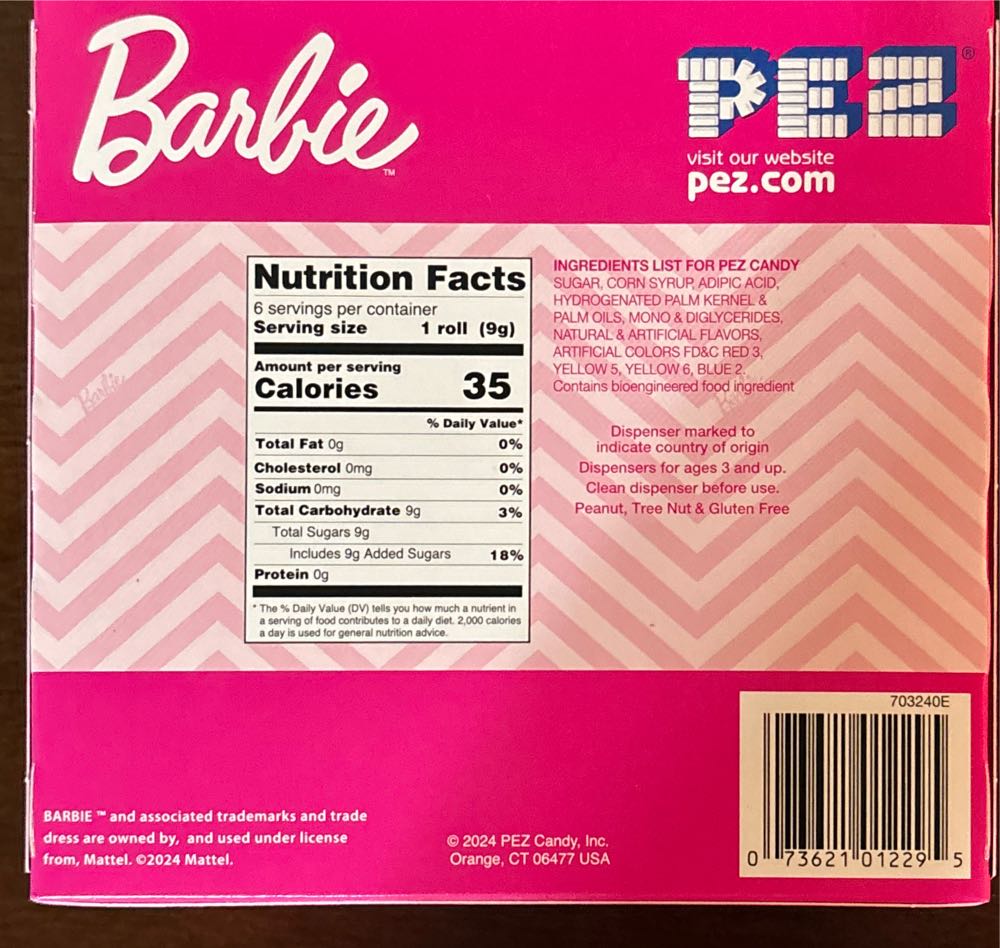 Barbie™
PEZ®
visit our website
pez.com
Nutrition Facts
6 servings per container
Serving size 1 roll (9g)
Amount per serving
Calories 35
% Daily Value*
Total Fat 0g 0%
Cholesterol 0mg 0%
Sodium 0mg 0%
Total Carbohydrate 9g 3%
Total Sugars 9g
Includes 9g Added Sugars 18%
Protein 0g
* The % Daily Value (DV) tells you how much a nutrient in
a serving of food contributes to a daily diet. 2,000 calories
a day is used for general nutrition advice.
INGREDIENTS LIST FOR PEZ CANDY
SUGAR, CORN SYRUP, ADIPIC ACID,
HYDROGENATED PALM KERNEL &
PALM OILS, MONO & DIGLYCERIDES,
NATURAL & ARTIFICIAL FLAVORS,
ARTIFICIAL COLORS FD&C RED 3,
YELLOW 5, YELLOW 6, BLUE 2.
Contains bioengineered food ingredient
Barbie
Barbie
Dispenser marked to
indicate country of origin
Dispensers for ages 3 and up.
Clean dispenser before use.
Peanut, Tree Nut & Gluten Free
BARBIE ™ and associated trademarks and trade
dress are owned by, and used under license
from, Mattel. ©2024 Mattel.
© 2024 PEZ Candy, Inc.
Orange, CT 06477 USA
703240E
0 73621 01229 5